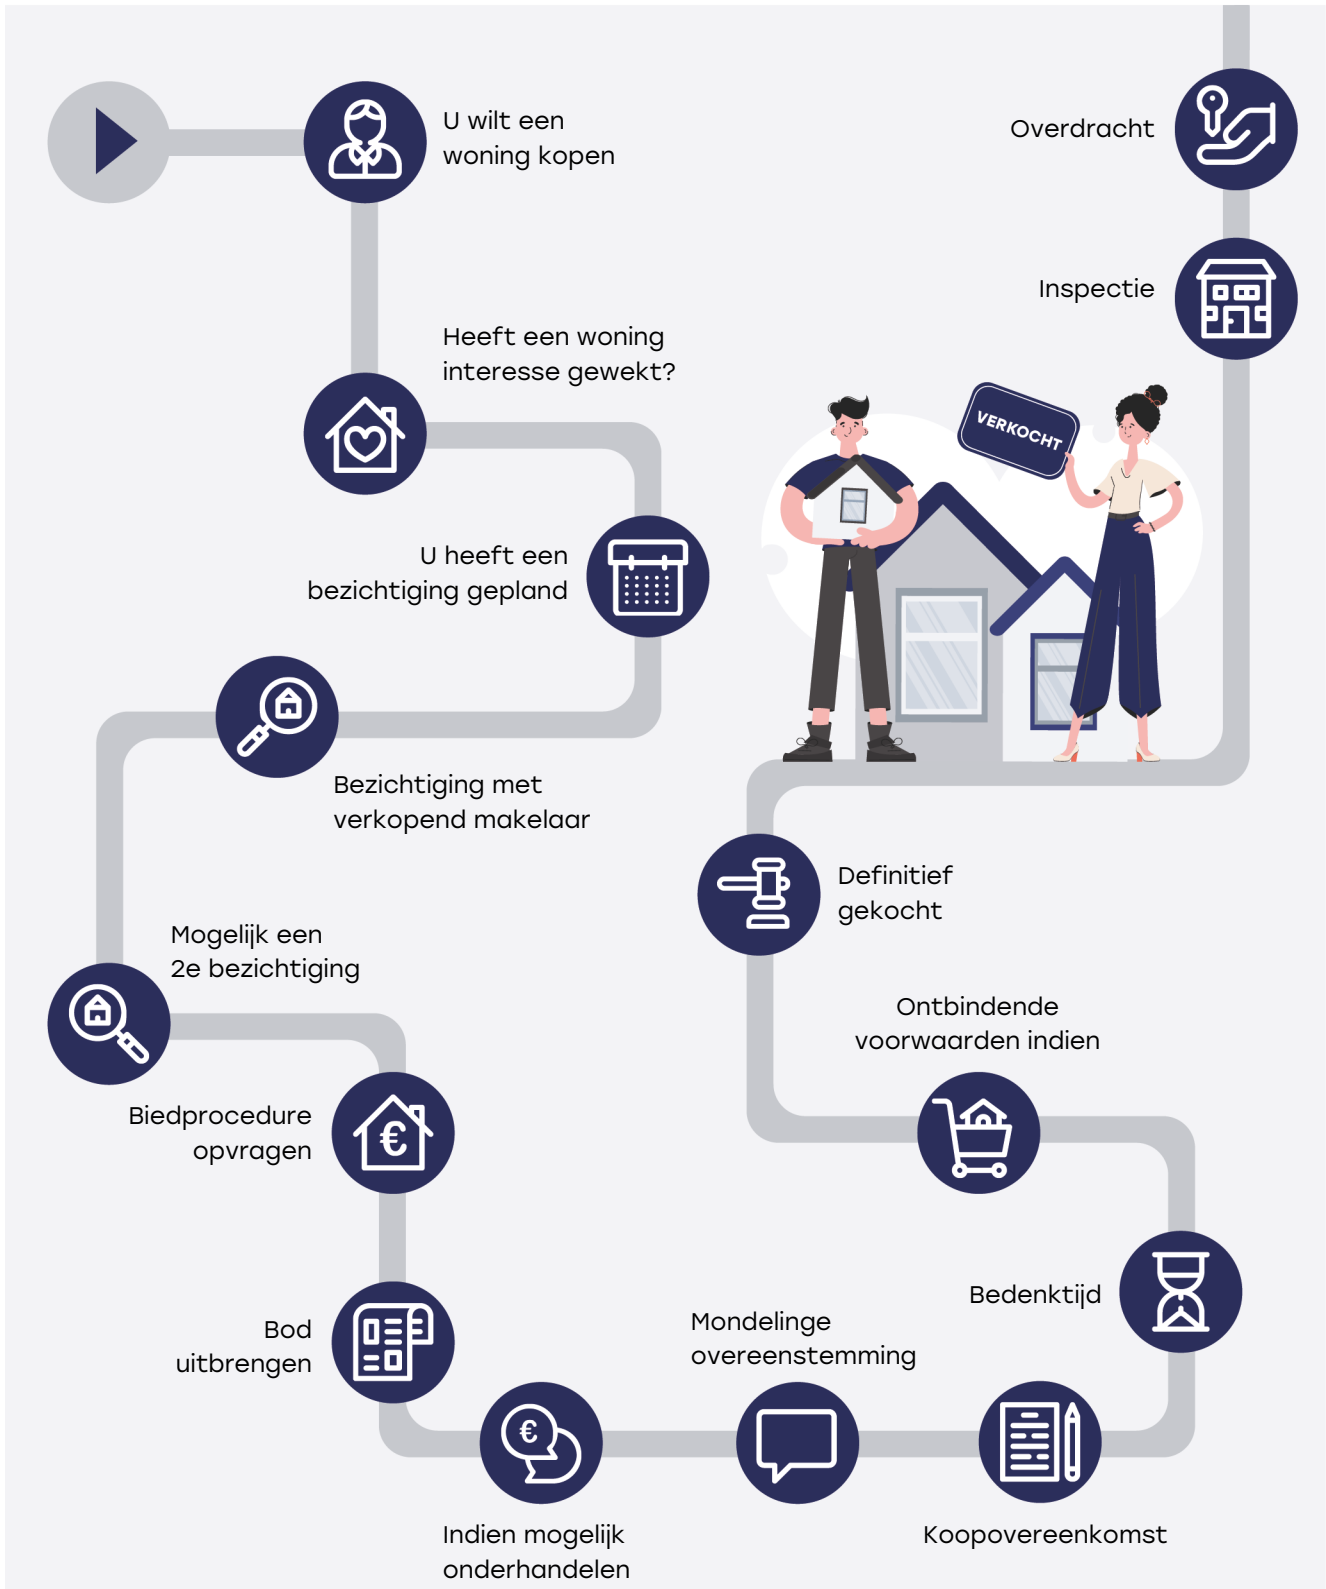 U wilt een
woning kopen
Heeft een woning
interesse gewekt?
U heeft een
bezichtiging gepland
Bezichtiging met
verkopend makelaar
Mogelijk een
2e bezichtiging
Biedprocedure
opvragen
€
Bod
uitbrengen
€
Indien mogelijk
onderhandelen
Mondelinge
overeenstemming
Koopovereenkomst
Bedenktijd
Ontbindende
voorwaarden indien
Definitief
gekocht
VERKOCHT
Inspectie
Overdracht